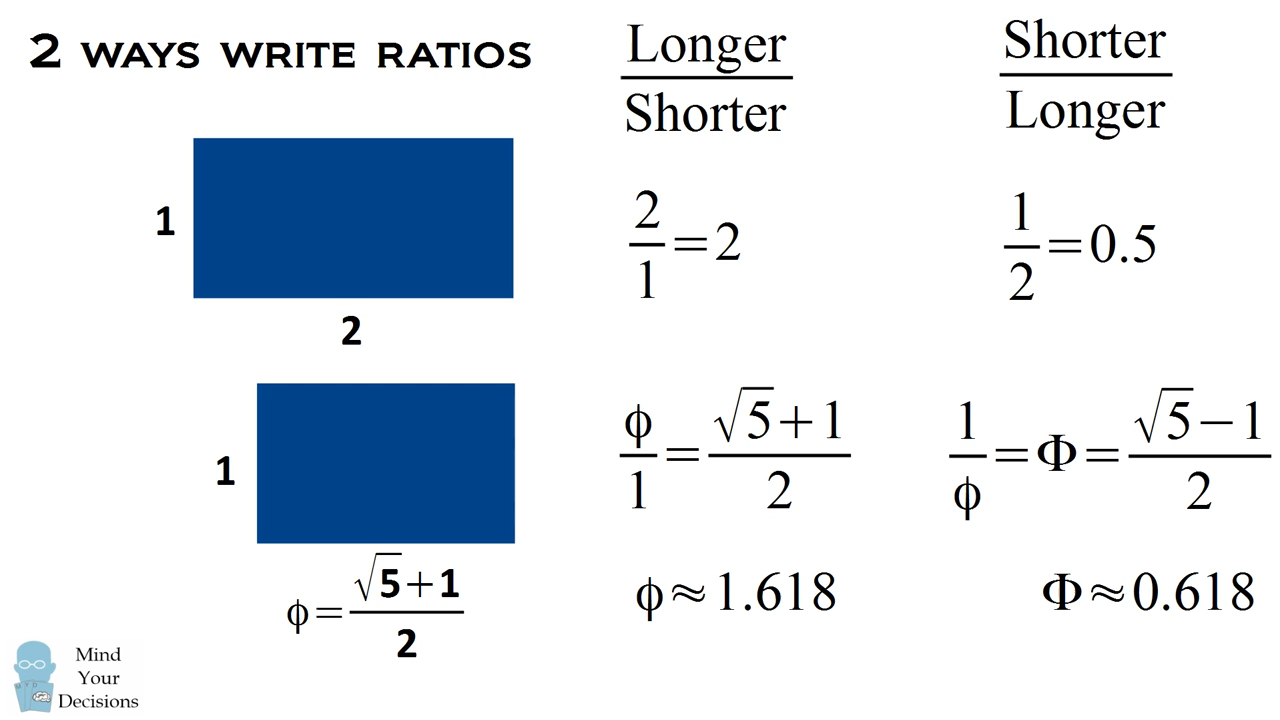 2 WAYS WRITE RATIOS
Longer
Shorter
Shorter
Longer
1
2
2/1=2
1/2=0.5
1
ϕ=(√5+1)/2
ϕ/1=(√5+1)/2
1/ϕ=Φ=(√5−1)/2
ϕ≈1.618
Φ≈0.618
Mind
Your
Decisions